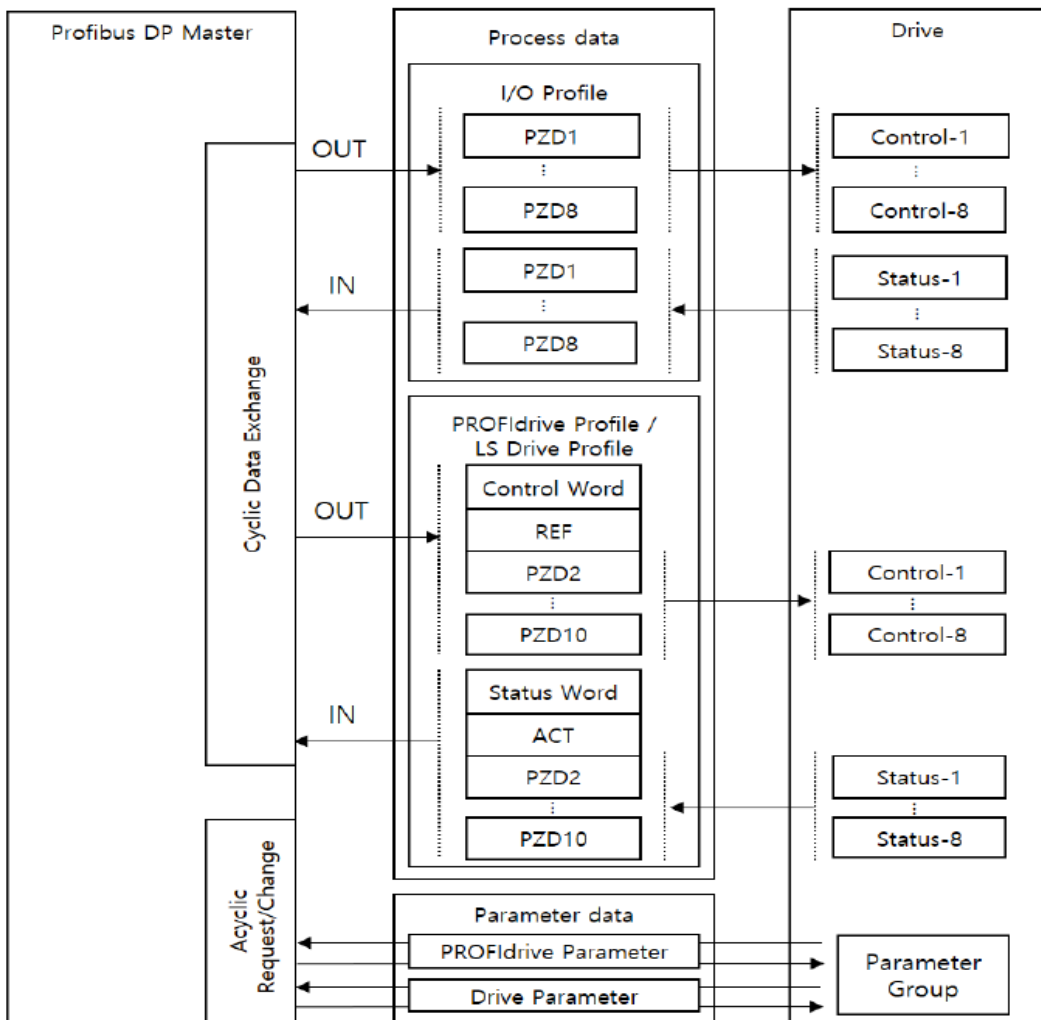 Profibus DP Master
Cyclic Data Exchange
Acyclic
Request/Change
OUT
IN
OUT
IN
Process data
I/O Profile
PZD1
⋮
PZD8
PZD1
⋮
PZD8
PROFIdrive Profile /
LS Drive Profile
Control Word
REF
PZD2
⋮
PZD10
Status Word
ACT
PZD2
⋮
PZD10
Parameter data
PROFIdrive Parameter
Drive Parameter
Drive
Control-1
⋮
Control-8
Status-1
⋮
Status-8
Control-1
⋮
Control-8
Status-1
⋮
Status-8
Parameter
Group